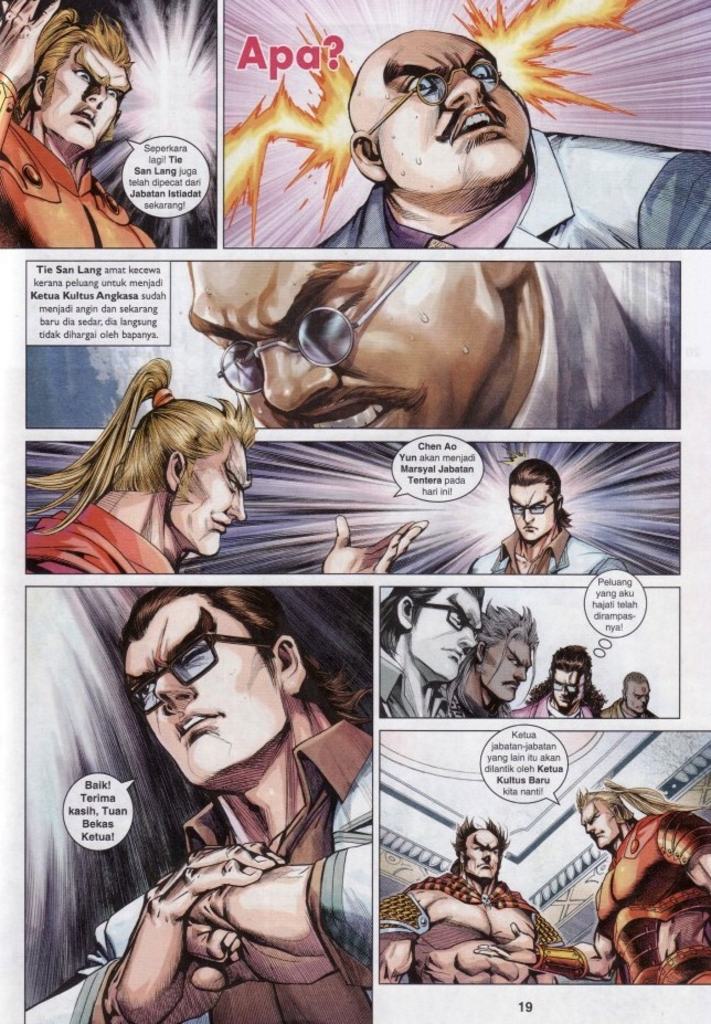 Apa?
Seperkara
lagi! Tie
San Lang juga
telah dipecat dari
Jabatan Istiadat
sekarang!
Tie San Lang amat kecewa
kerana peluang untuk menjadi
Ketua Kultus Angkasa sudah
menjadi angin dan sekarang
baru dia sedar, dia langsung
tidak dihargai oleh bapanya.
Chen Ao
Yun akan menjadi
Marsyal Jabatan
Tentera pada
hari ini!
Baik!
Terima
kasih, Tuan
Bekas
Ketua!
Peluang
yang aku
hajati telah
dirampas-
nya!
Ketua
jabatan-jabatan
yang lain itu akan
dilantik oleh Ketua
Kultus Baru
kita nanti!
19